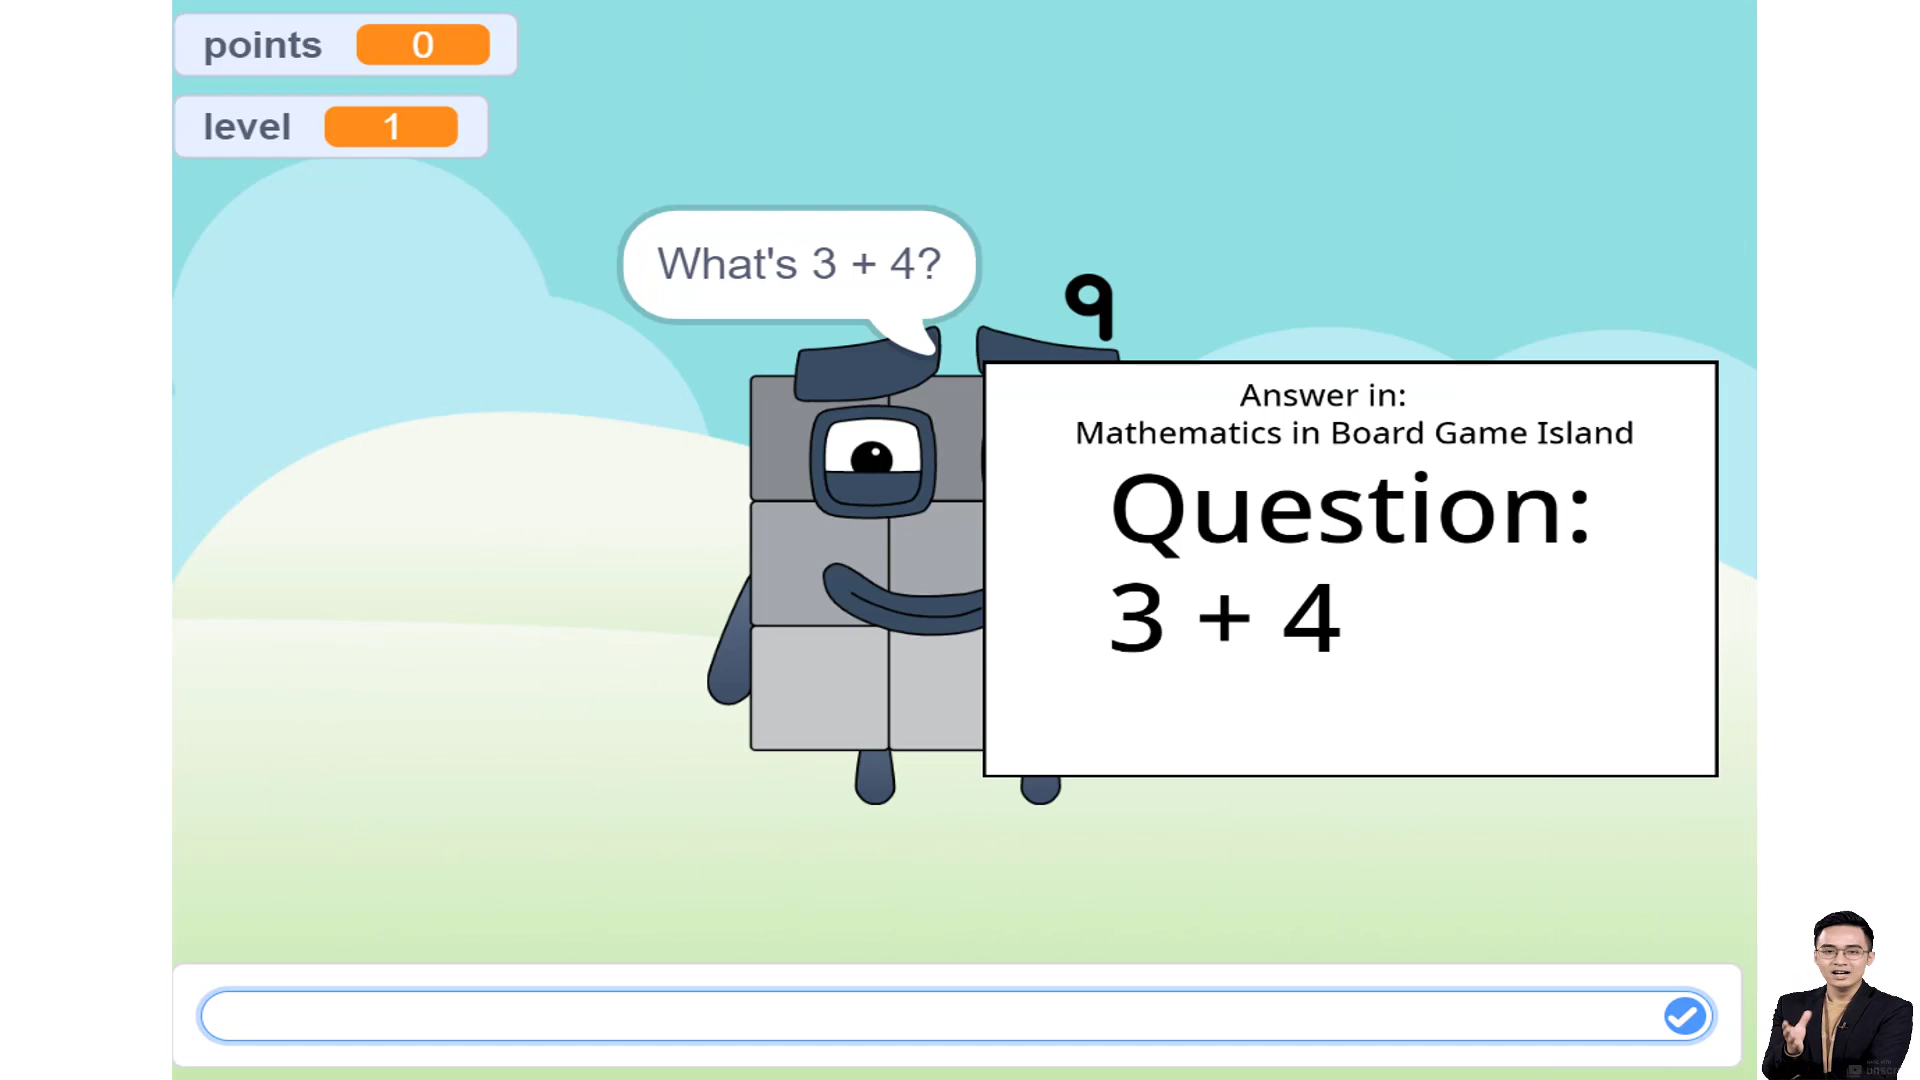 points 0
level 1
What's 3 + 4?
9
Answer in:
Mathematics in Board Game Island
Question:
3 + 4